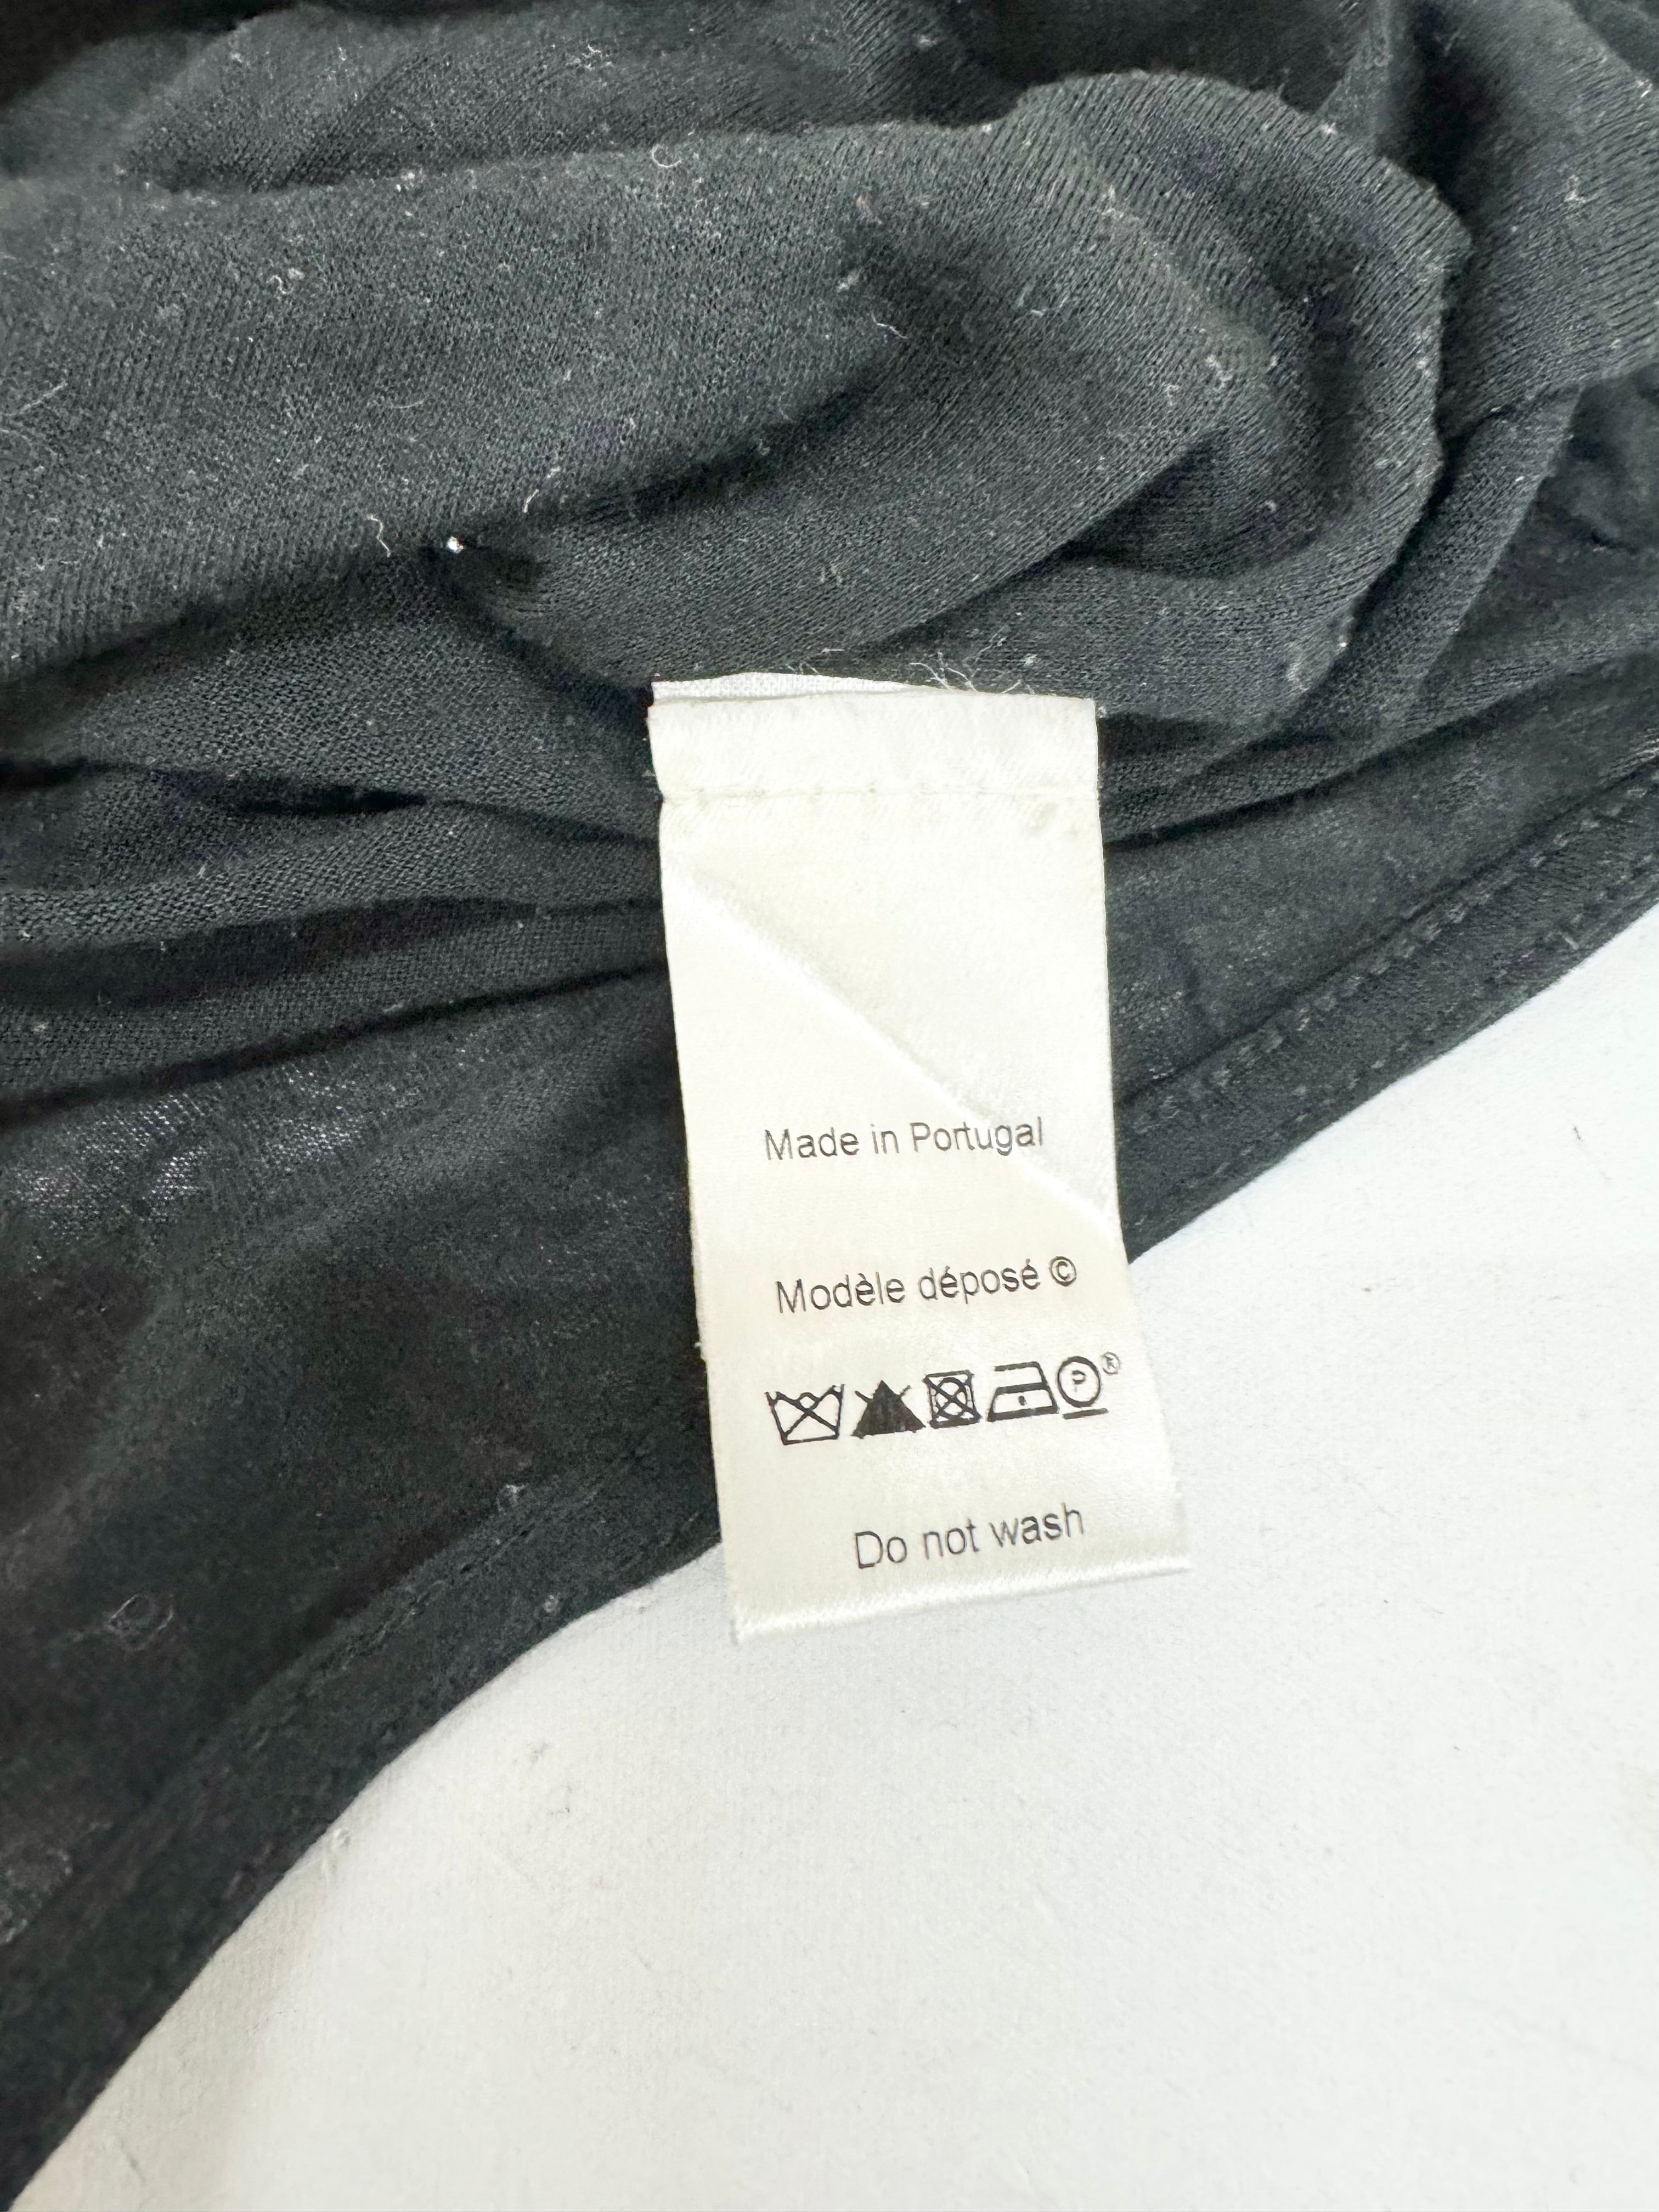 Made in Portugal
Modèle déposé ©
P ®
Do not wash